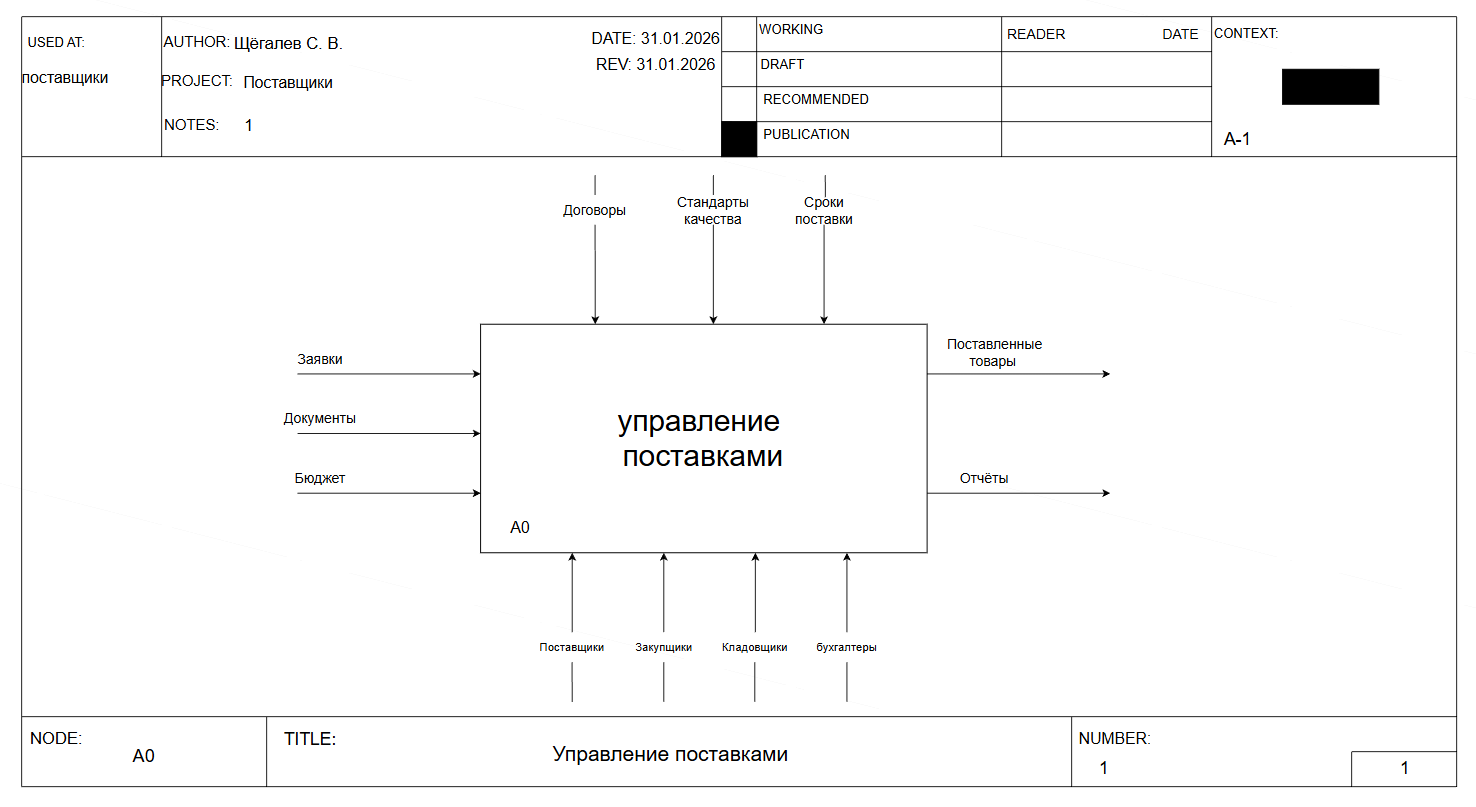 USED AT:
поставщики
AUTHOR: Щёгалев С. В.
PROJECT: Поставщики
NOTES: 1
DATE: 31.01.2026
REV: 31.01.2026
WORKING
DRAFT
RECOMMENDED
PUBLICATION
READER DATE
CONTEXT:
A-1
Договоры
Стандарты
качества
Сроки
поставки
Заявки
Документы
Бюджет
управление
поставками
A0
Поставленные
товары
Отчёты
Поставщики
Закупщики
Кладовщики
бухгалтеры
NODE:
A0
TITLE:
Управление поставками
NUMBER:
1
1